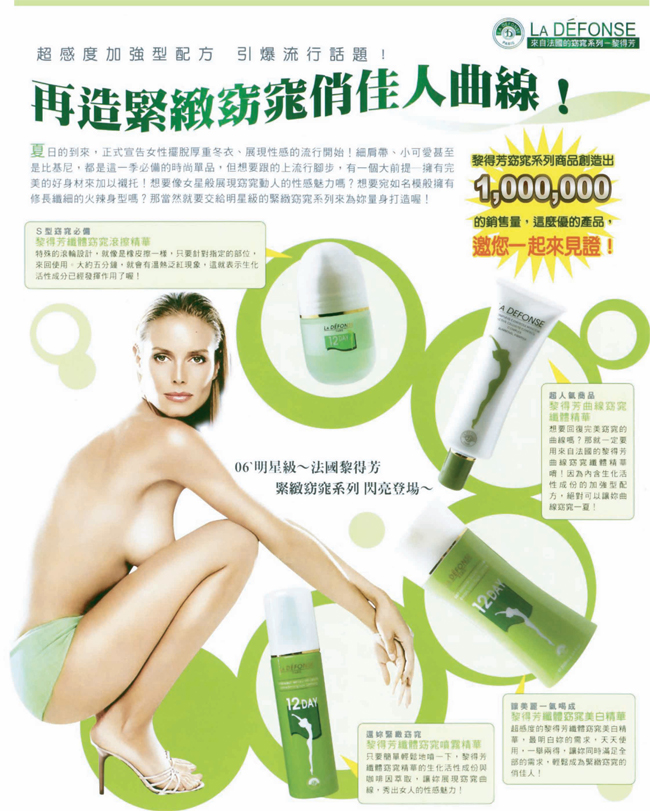 LA DÉFONSE
來自法國的窈窕系列－黎得芳
超感度加強型配方 引爆流行話題！
再造緊緻窈窕俏佳人曲線！
夏日的到來，正式宣告女性擺脫厚重冬衣、展現性感的流行開始！細肩帶、小可愛甚至
是比基尼，都是這一季必備的時尚單品，但想要跟的上流行腳步，有一個大前提－擁有完
美的好身材來加以襯托！想要像女星般展現窈窕動人的性感魅力嗎？想要宛如名模般擁有
修長纖細的火辣身型嗎？那當然就要交給明星級的緊緻窈窕系列來為妳量身打造喔！
黎得芳窈窕系列商品創造出
1,000,000
的銷售量，這麼優的產品，
邀您一起來見證！
S型窈窕必備
黎得芳纖體窈窕滾擦精華
特殊的滾輪設計，就像是橡皮擦一樣，只要針對指定的部位，
來回使用。大約五分鐘，就會有溫熱泛紅現象，這就表示生化
活性成分已經發揮作用了喔！
LA DÉFONSE
12DAY
LA DÉFONSE
超人氣商品
黎得芳曲線窈窕
纖體精華
想要回復完美窈窕的
曲線嗎？那就一定要
用來自法國的黎得芳
曲線窈窕纖體精華
唷！因為內含生化活
性成份的加強型配
方，絕對可以讓妳曲
線窈窕一夏！
06'明星級～法國黎得芳
緊緻窈窕系列 閃亮登場～
LA DÉFONSE
12DAY
LA DÉFONSE
12DAY
還妳緊緻窈窕
黎得芳纖體窈窕噴霧精華
只要簡單輕鬆地噴一下，黎得芳
纖體窈窕精華的生化活性成份與
咖啡因萃取，讓妳展現窈窕曲
線，秀出女人的性感魅力！
讓美麗一氣喝成
黎得芳纖體窈窕美白精華
超感度的黎得芳纖體窈窕美白精
華，最明白妳的需求，天天使
用，一舉兩得，讓妳同時滿足全
部的需求，輕鬆成為緊緻窈窕的
俏佳人！